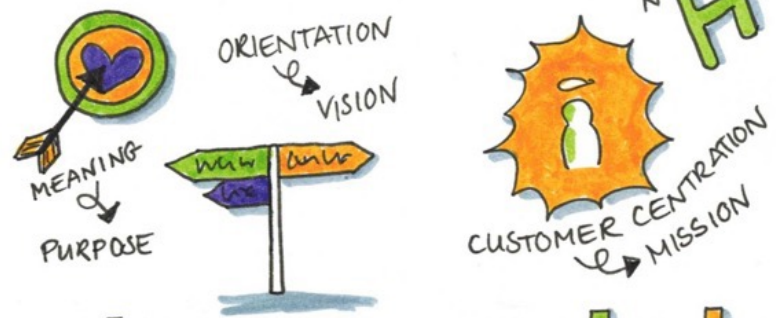 MEANING
PURPOSE
ORIENTATION
VISION
CUSTOMER CENTRATION
MISSION